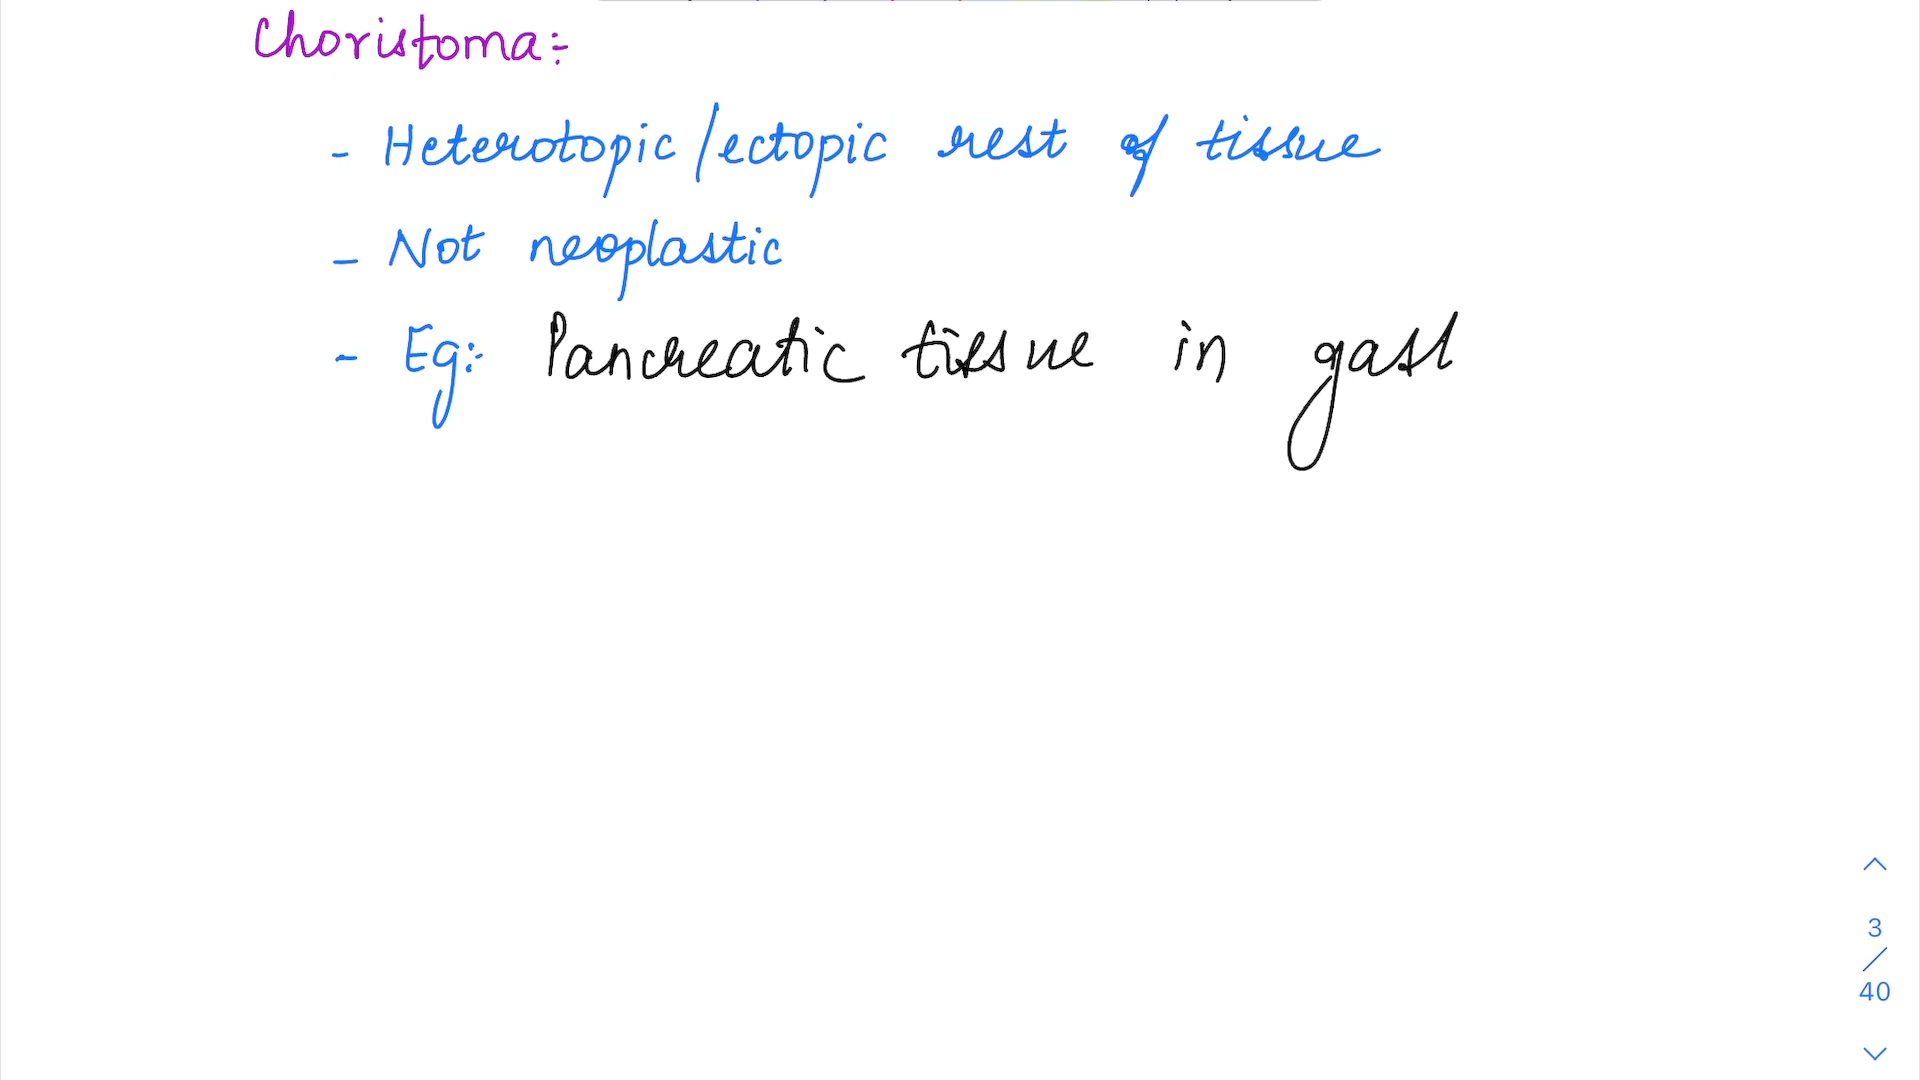 Choristoma:-
- Heterotopic/ectopic rest of tissue
- Not neoplastic
- Eg:- Pancreatic tissue in gast
3
/
40